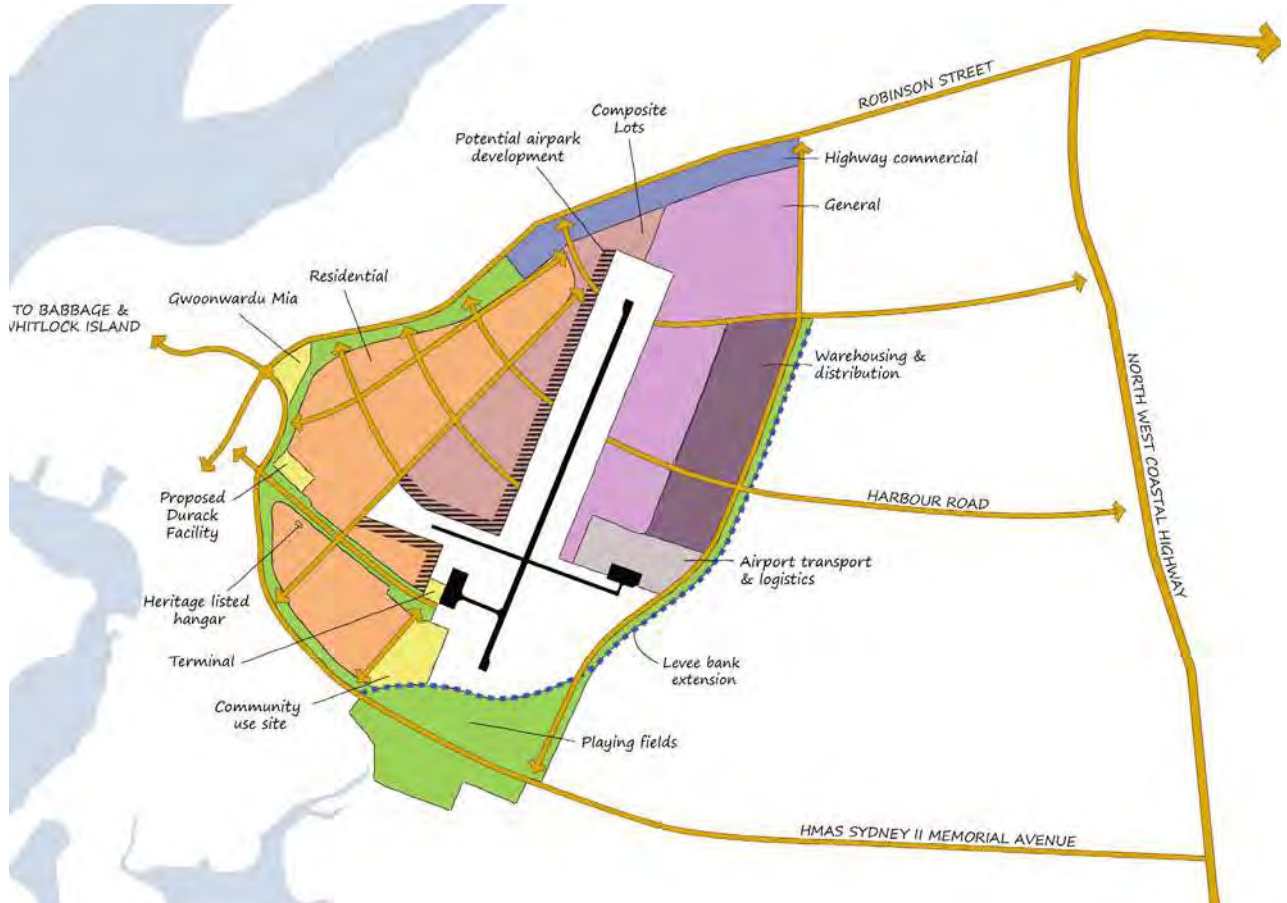 ROBINSON STREET
Composite
Lots
Potential airpark
development
Highway commercial
General
Residential
Gwoonwardu Mia
TO BABBAGE &
WHITLOCK ISLAND
Warehousing &
distribution
NORTH WEST COASTAL HIGHWAY
HARBOUR ROAD
Proposed
Durack
Facility
Airport transport
& logistics
Heritage listed
hangar
Terminal
Levee bank
extension
Community
use site
Playing fields
HMAS SYDNEY II MEMORIAL AVENUE